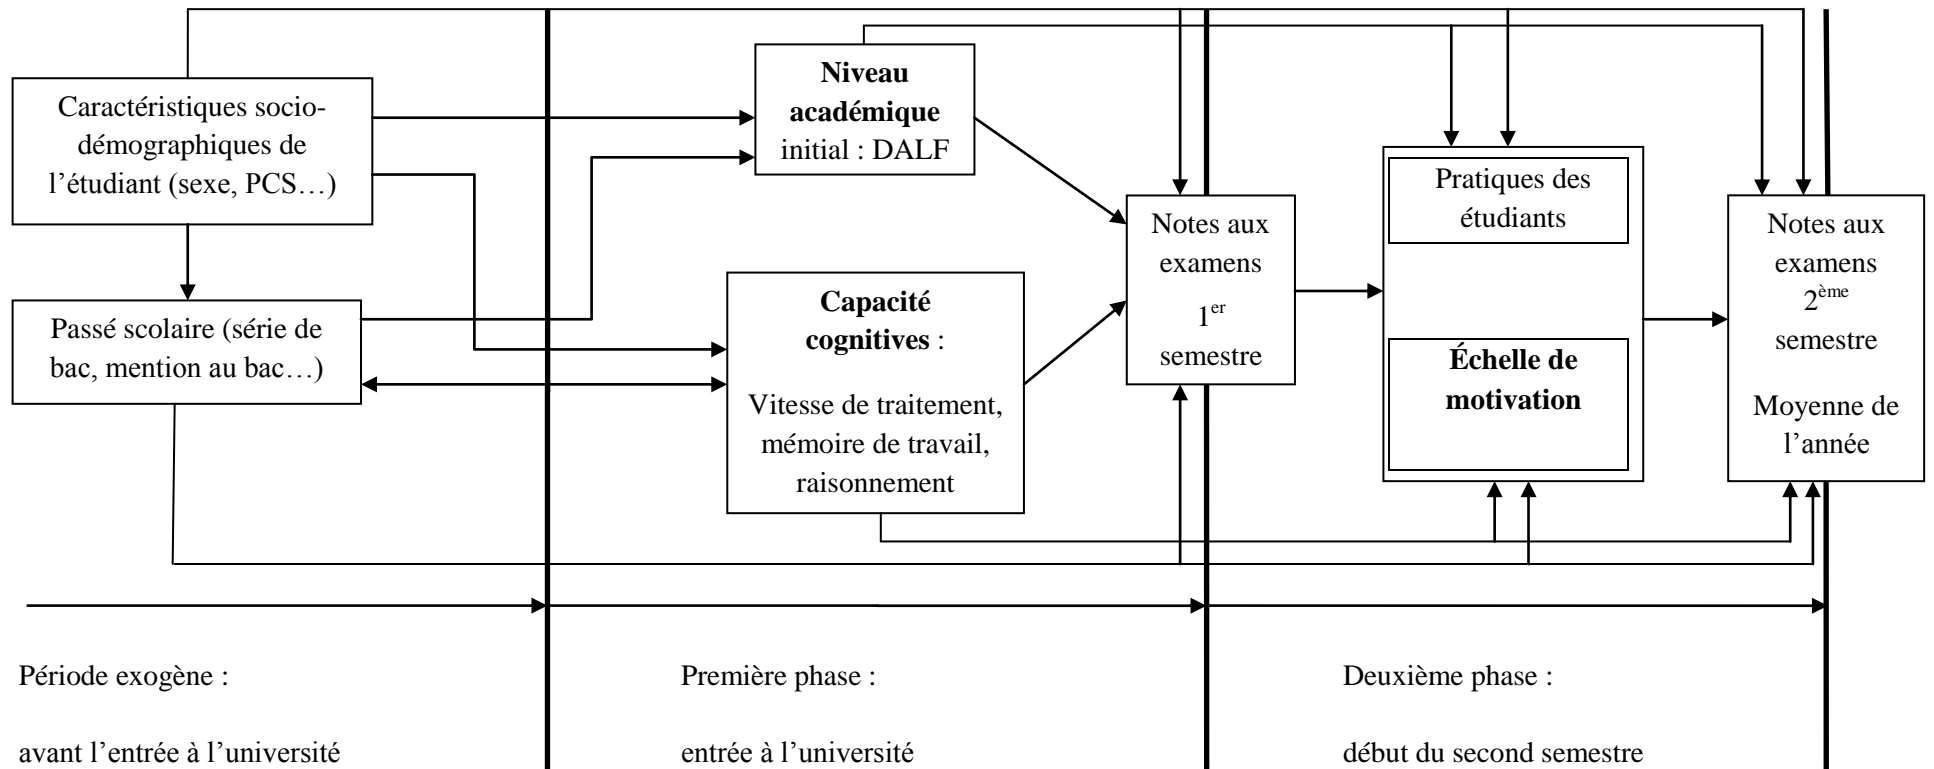 Caractéristiques socio-
démographiques de
l’étudiant (sexe, PCS…)
Passé scolaire (série de
bac, mention au bac…)
Niveau
académique
initial : DALF
Capacité
cognitives :
Vitesse de traitement,
mémoire de travail,
raisonnement
Notes aux
examens
1er
semestre
Pratiques des
étudiants
Échelle de
motivation
Notes aux
examens
2ème
semestre
Moyenne de
l’année
Période exogène :
avant l’entrée à l’université
Première phase :
entrée à l’université
Deuxième phase :
début du second semestre